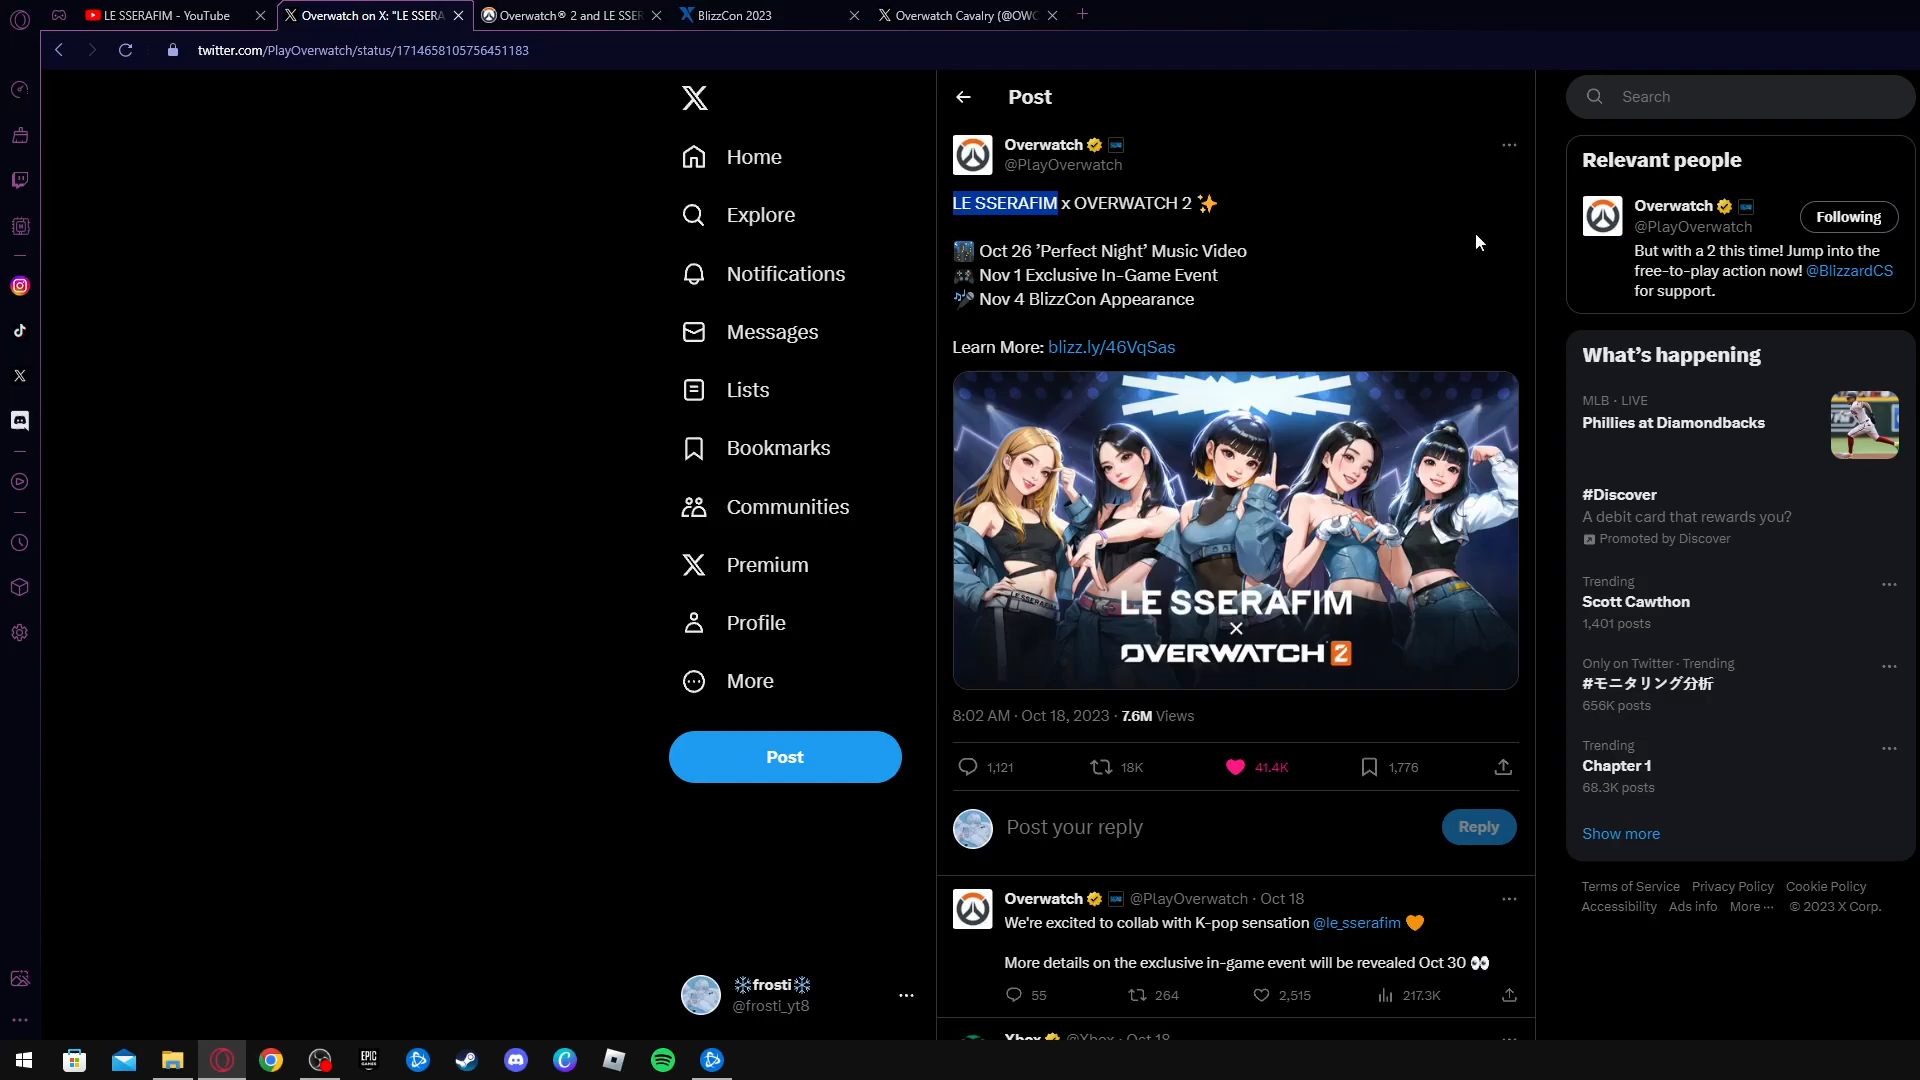 LE SSERAFIM - YouTube
Overwatch on X: "LE SSERA
Overwatch® 2 and LE SSER
BlizzCon 2023
Overwatch Cavalry (@OWC
twitter.com/PlayOverwatch/status/1714658105756451183
Home
Explore
Notifications
Messages
Lists
Bookmarks
Communities
Premium
Profile
More
Post
❄frosti❄
@frosti_yt8
Post
Overwatch
@PlayOverwatch
LE SSERAFIM x OVERWATCH 2 ✨
Oct 26 ’Perfect Night’ Music Video
🎮 Nov 1 Exclusive In-Game Event
Nov 4 BlizzCon Appearance
Learn More: blizz.ly/46VqSas
LE SSERAFIM
×
OVERWATCH 2
8:02 AM · Oct 18, 2023 · 7.6M Views
1,121 18K 41.4K 1,776
Post your reply
Reply
Overwatch @PlayOverwatch · Oct 18
We're excited to collab with K-pop sensation @le_sserafim 🧡
More details on the exclusive in-game event will be revealed Oct 30 👀
55 264 2,515 217.3K
Xbox @Xbox · Oct 18
Search
Relevant people
Overwatch
@PlayOverwatch
Following
But with a 2 this time! Jump into the
free-to-play action now! @BlizzardCS
for support.
What’s happening
MLB · LIVE
Phillies at Diamondbacks
#Discover
A debit card that rewards you?
Promoted by Discover
Trending
Scott Cawthon
1,401 posts
Only on Twitter · Trending
#モニタリング分析
656K posts
Trending
Chapter 1
68.3K posts
Show more
Terms of Service Privacy Policy Cookie Policy
Accessibility Ads info More ··· © 2023 X Corp.
EPIC
GAMES